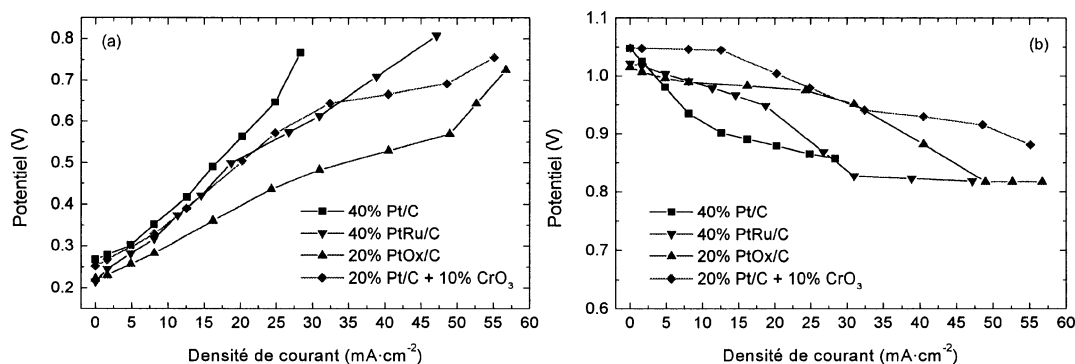 (a)
0.8
0.7
0.6
0.5
0.4
0.3
0.2
Potentiel (V)
40% Pt/C
40% PtRu/C
20% PtOx/C
20% Pt/C + 10% CrO₃
0 5 10 15 20 25 30 35 40 45 50 55 60
Densité de courant (mA·cm⁻²)
(b)
1.1
1.0
0.9
0.8
0.7
0.6
Potentiel (V)
40% Pt/C
40% PtRu/C
20% PtOx/C
20% Pt/C + 10% CrO₃
0 5 10 15 20 25 30 35 40 45 50 55 60
Densité de courant (mA·cm⁻²)